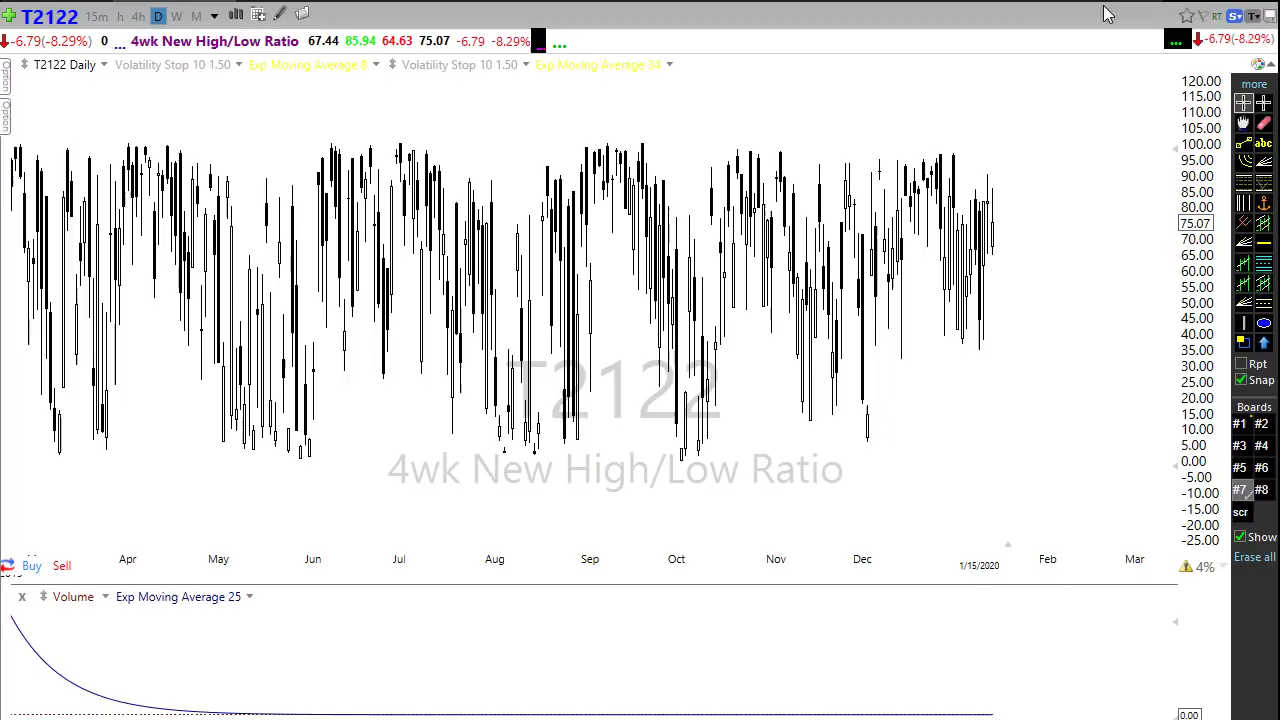 T2122 15m h 4h D W M RT S T
-6.79(-8.29%) 0 ... 4wk New High/Low Ratio 67.44 85.94 64.63 75.07 -6.79 -8.29% ... ... ... -6.79(-8.29%)
T2122 Daily Volatility Stop 10 1.50 Exp Moving Average 8 Volatility Stop 10 1.50 Exp Moving Average 34
Option
Option
120.00
115.00
110.00
105.00
100.00
95.00
90.00
85.00
80.00
75.07
70.00
65.00
60.00
55.00
50.00
45.00
40.00
35.00
30.00
25.00
20.00
15.00
10.00
5.00
0.00
-5.00
-10.00
-15.00
-20.00
-25.00
T2122
4wk New High/Low Ratio
Apr May Jun Jul Aug Sep Oct Nov Dec 1/15/2020 Feb Mar
Buy Sell
4%
x Volume Exp Moving Average 25
0.00
more
abc
Rpt
Snap
Boards
#1 #2
#3 #4
#5 #6
#7 #8
scr
Show
Erase all